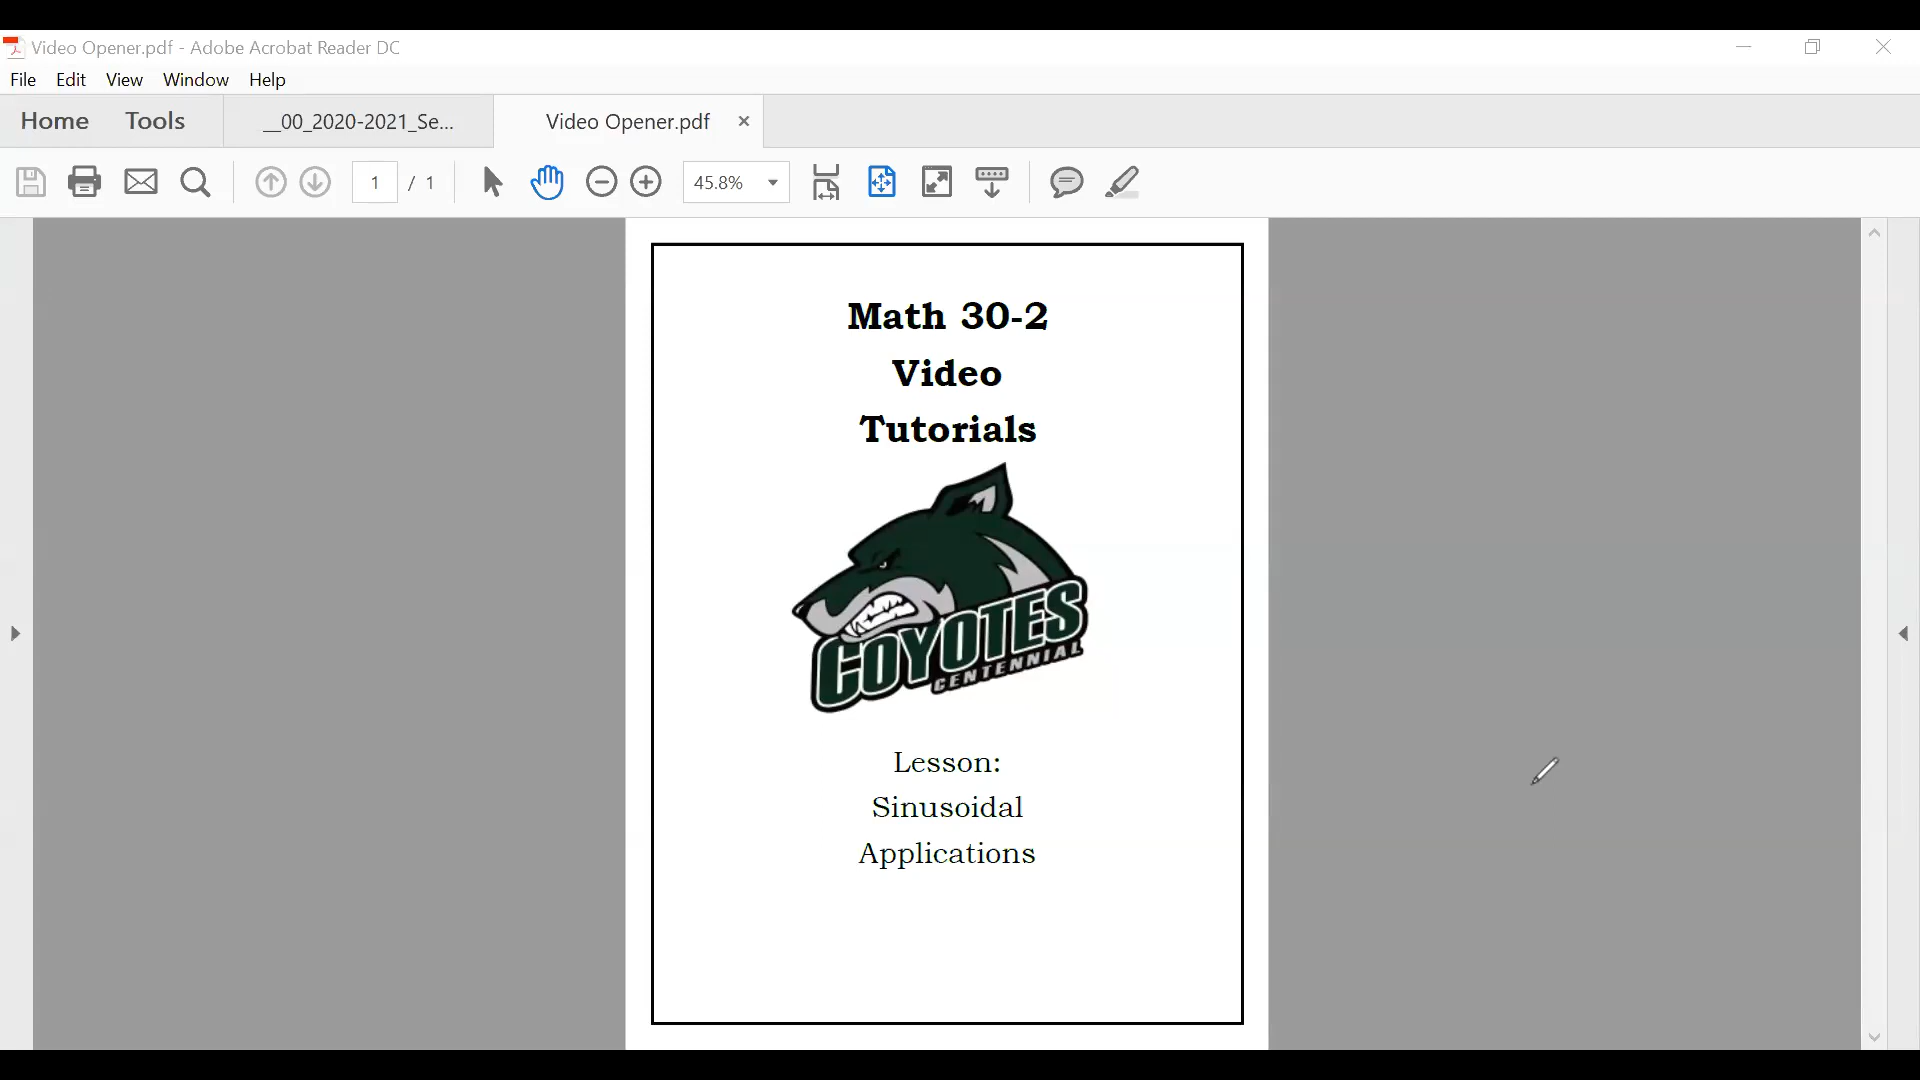 Video Opener.pdf - Adobe Acrobat Reader DC
File Edit View Window Help
Home Tools __00_2020-2021_Se... Video Opener.pdf
1 / 1 45.8%
Math 30-2
Video
Tutorials
COYOTES
CENTENNIAL
Lesson:
Sinusoidal
Applications